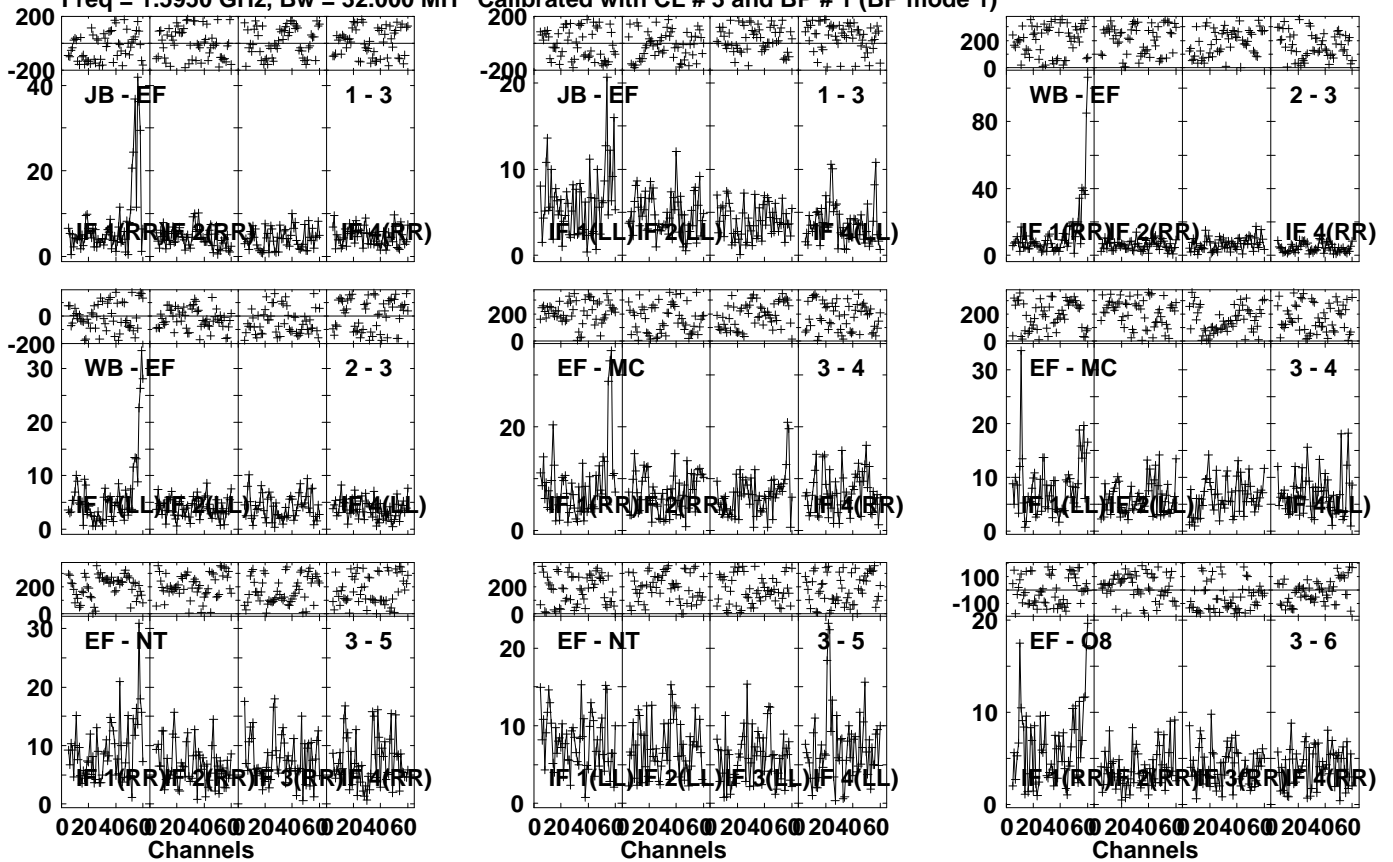 Freq = 1.5950 GHz, Bw = 32.000 MH Calibrated with CL # 3 and BP # 1 (BP mode 1)
200
-200
40
20
0
JB - EF
1 - 3
IF 1(RR)
IF 2(RR)
IF 4(RR)
200
-200
20
10
0
JB - EF
1 - 3
IF 1(LL)
IF 2(LL)
IF 4(LL)
200
0
80
40
0
WB - EF
2 - 3
IF 1(RR)
IF 2(RR)
IF 4(RR)
0
-200
30
20
10
0
WB - EF
2 - 3
IF 1(LL)
IF 2(LL)
IF 4(LL)
200
0
20
0
EF - MC
3 - 4
IF 1(RR)
IF 2(RR)
IF 4(RR)
200
0
30
20
10
0
EF - MC
3 - 4
IF 1(LL)
IF 2(LL)
IF 4(LL)
200
0
30
20
10
0
EF - NT
3 - 5
IF 1(RR)
IF 2(RR)
IF 3(RR)
IF 4(RR)
0 20 40 60 0 20 40 60 0 20 40 60 0 20 40 60
Channels
200
0
20
10
0
EF - NT
3 - 5
IF 1(LL)
IF 2(LL)
IF 3(LL)
IF 4(LL)
0 20 40 60 0 20 40 60 0 20 40 60 0 20 40 60
Channels
100
-100
20
10
0
EF - O8
3 - 6
IF 1(RR)
IF 2(RR)
IF 3(RR)
IF 4(RR)
0 20 40 60 0 20 40 60 0 20 40 60 0 20 40 60
Channels